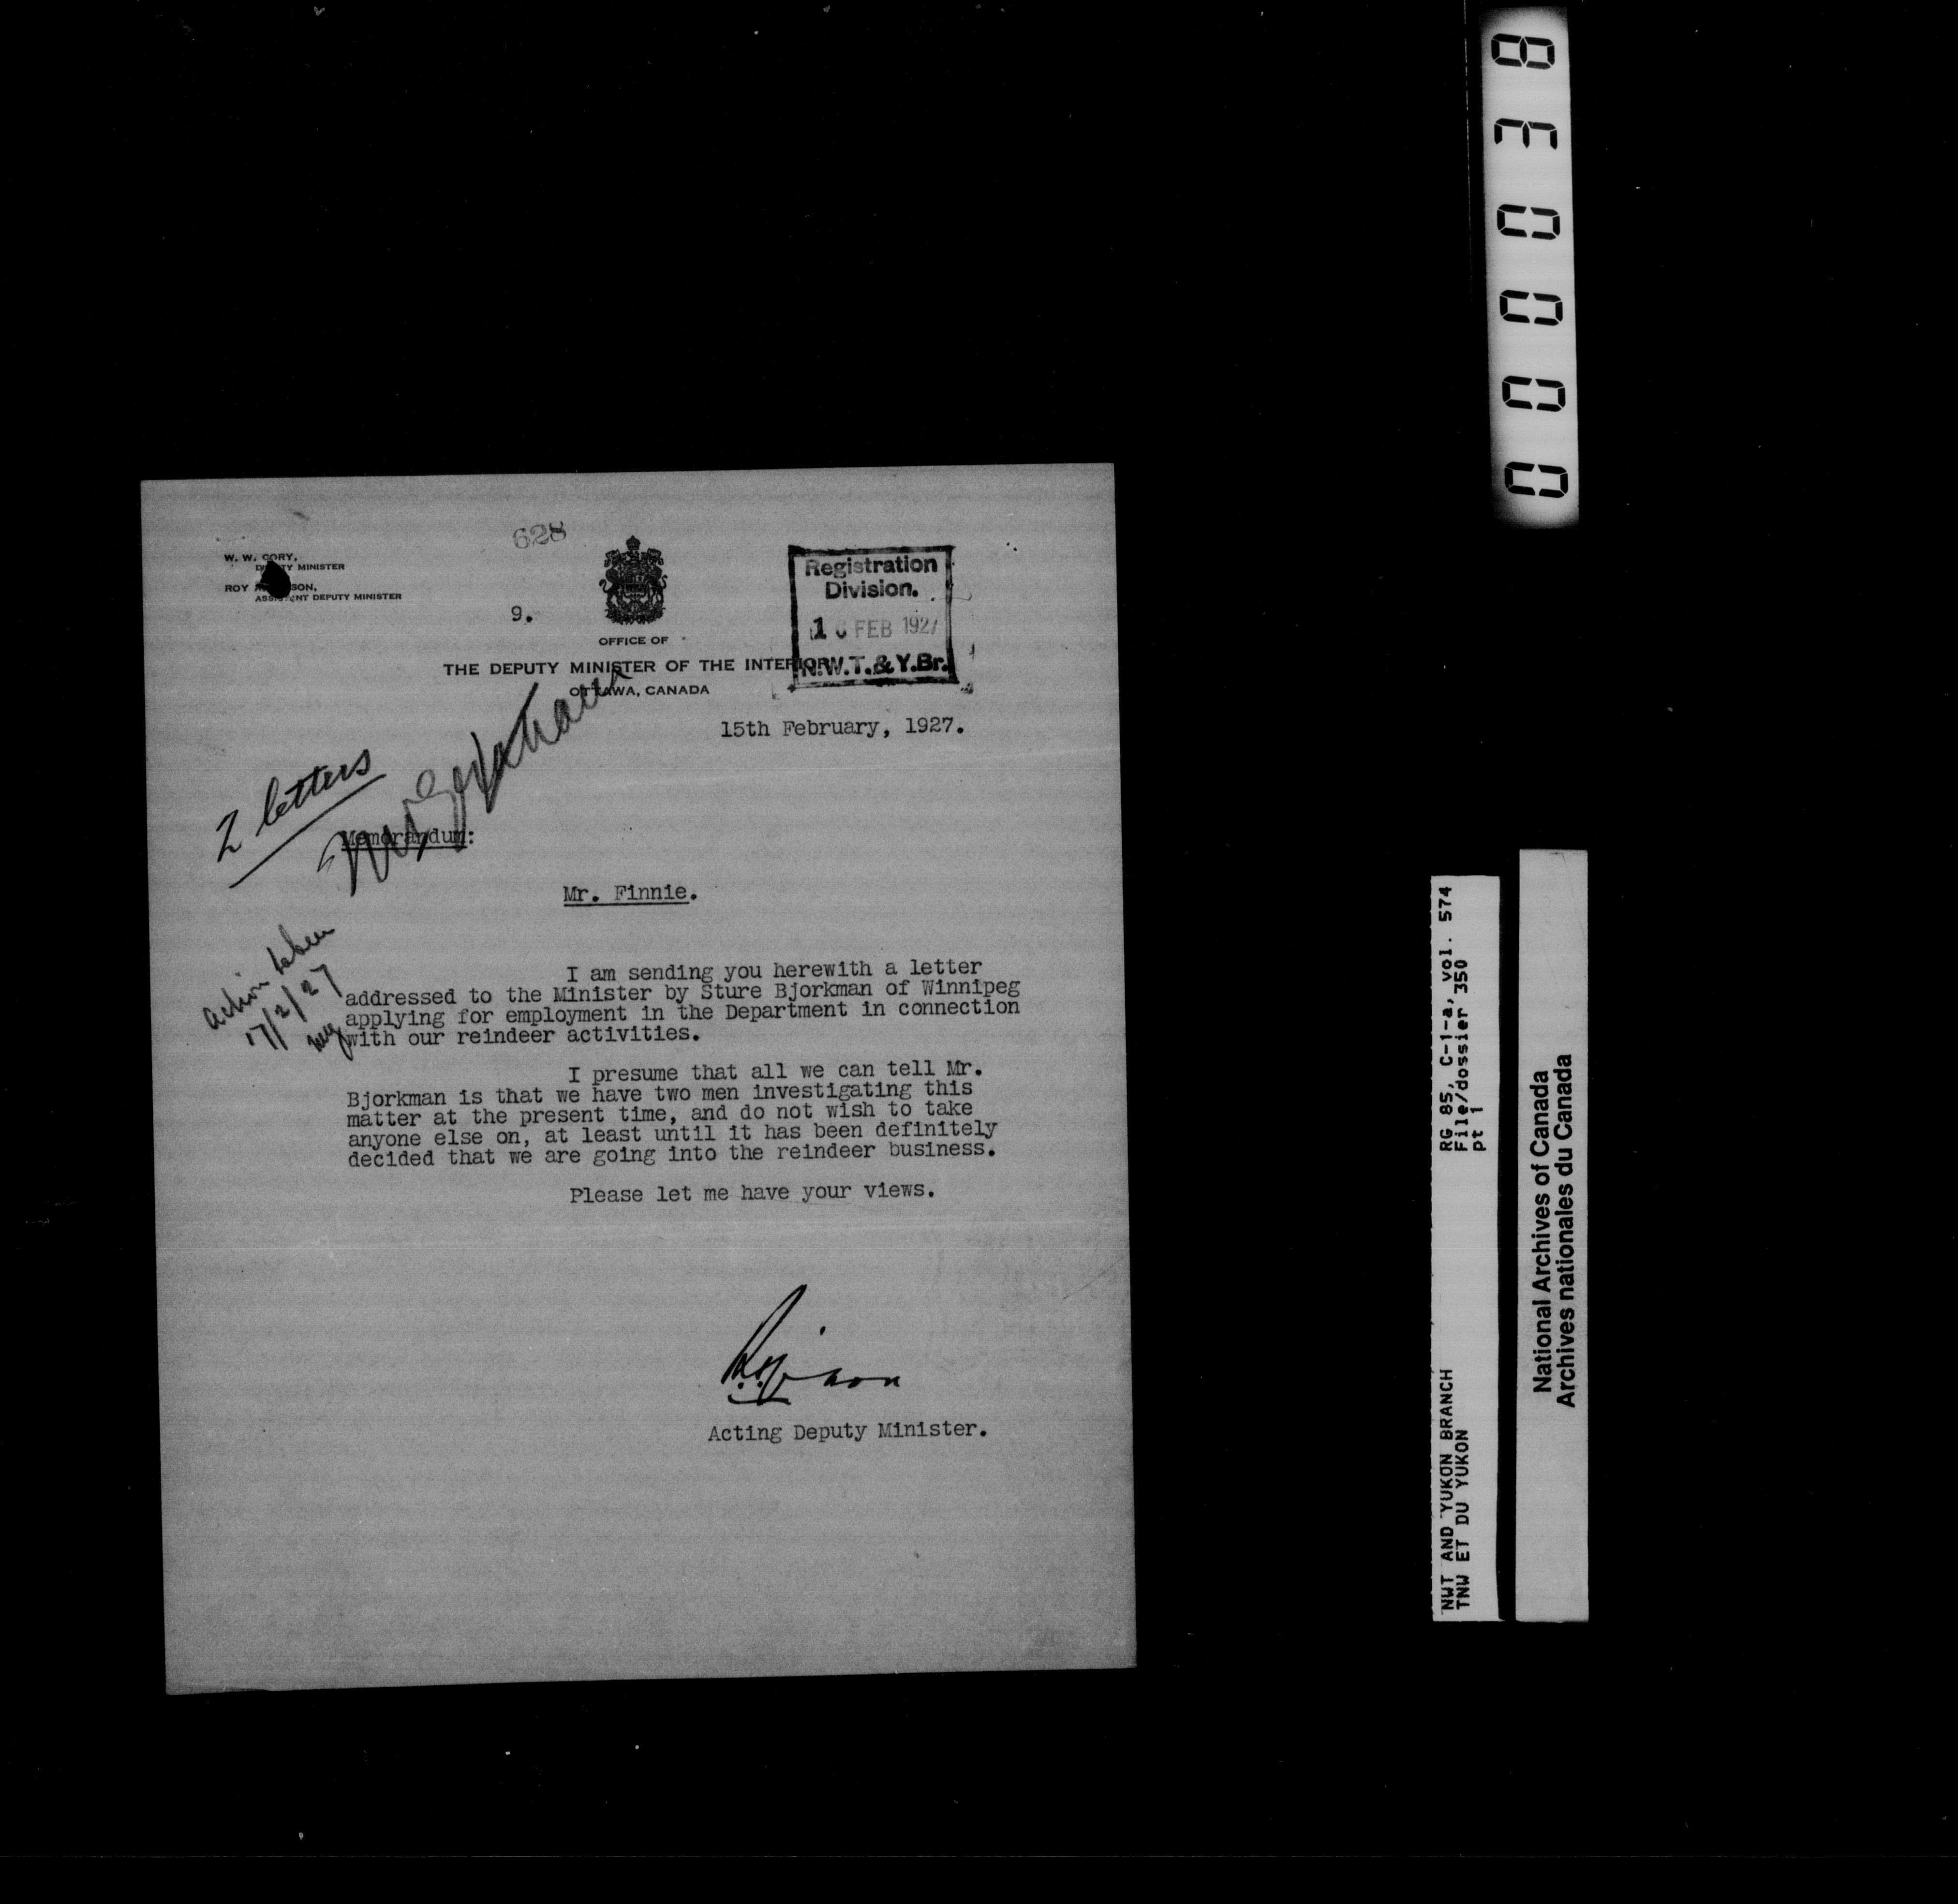 628
W. W. CORY,
DEPUTY MINISTER
ROY SON,
ASSISTENT DEPUTY MINISTER
9.
OFFICE OF
THE DEPUTY MINISTER OF THE INTERIOR
OTTAWA, CANADA
Registration
Division.
FEB 1927
N.W.T. & Y. Br.
15th February, 1927.
2 letters
Memorandum:
Mr. Finnie.
action taken
17/2/27
I am sending you herewith a letter
addressed to the Minister by Sture Bjorkman of Winnipeg
applying for employment in the Department in connection
with our reindeer activities.
I presume that all we can tell Mr.
Bjorkman is that we have two men investigating this
matter at the present time, and do not wish to take
anyone else on, at least until it has been definitely
decided that we are going into the reindeer business.
Please let me have your views.
Acting Deputy Minister.
000038
RG 85, C-1-a, vol. 574
File/dossier 350
pt 1
NWT AND YUKON BRANCH
TNW ET DU YUKON
National Archives of Canada
Archives nationales du Canada